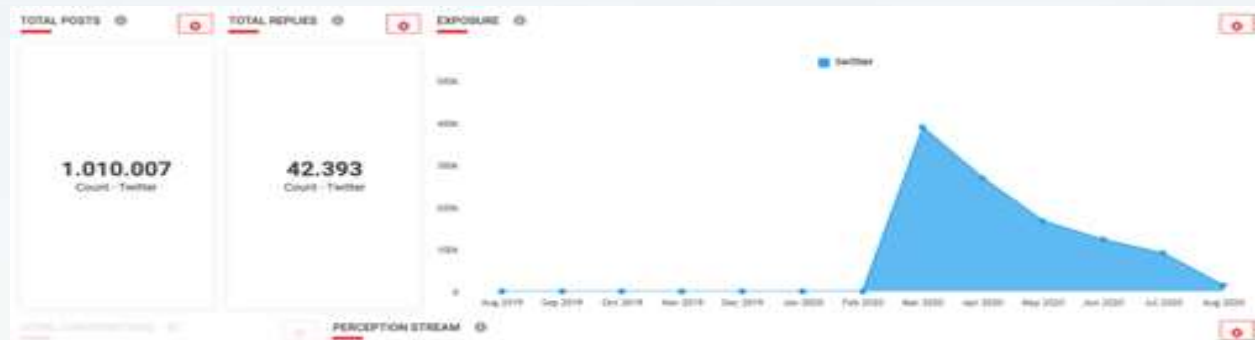 TOTAL POSTS
TOTAL REPLIES
EXPOSURE
twitter
500k
400k
300k
200k
100k
0
1.010.007
Count - Twitter
42.393
Count - Twitter
Aug 2019 Sep 2019 Oct 2019 Nov 2019 Dec 2019 Jan 2020 Feb 2020 Mar 2020 Apr 2020 May 2020 Jun 2020 Jul 2020 Aug 2020
PERCEPTION STREAM